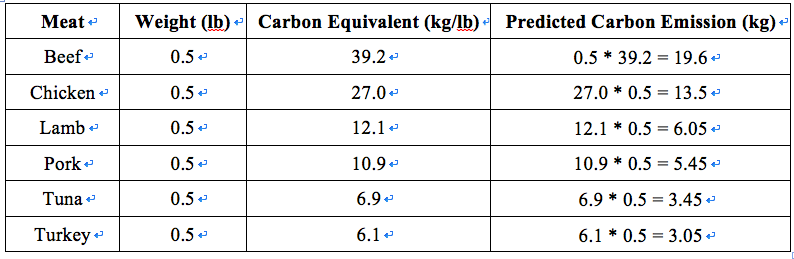 Meat Weight (lb) Carbon Equivalent (kg/lb) Predicted Carbon Emission (kg)
Beef 0.5 39.2 0.5 * 39.2 = 19.6
Chicken 0.5 27.0 27.0 * 0.5 = 13.5
Lamb 0.5 12.1 12.1 * 0.5 = 6.05
Pork 0.5 10.9 10.9 * 0.5 = 5.45
Tuna 0.5 6.9 6.9 * 0.5 = 3.45
Turkey 0.5 6.1 6.1 * 0.5 = 3.05